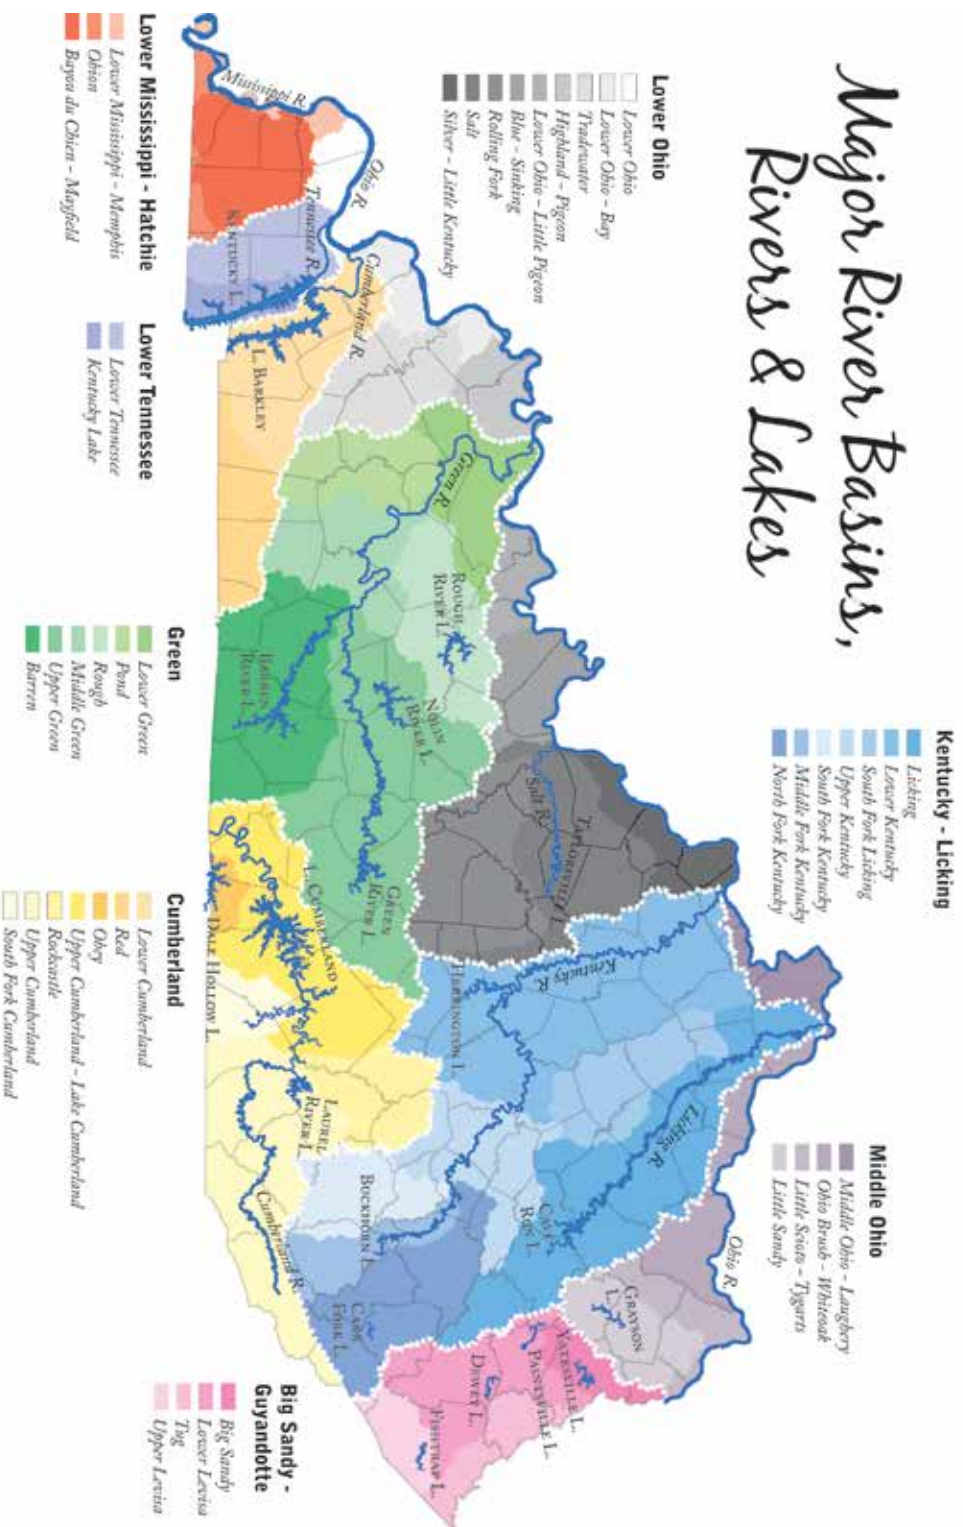 Major River Basins,
Rivers & Lakes
Lower Ohio
Lower Ohio
Lower Ohio - Bay
Tradewater
Highland - Pigeon
Lower Ohio - Little Pigeon
Blue - Sinking
Rolling Fork
Salt
Silver - Little Kentucky
Kentucky - Licking
Licking
Lower Kentucky
South Fork Licking
Upper Kentucky
South Fork Kentucky
Middle Fork Kentucky
North Fork Kentucky
Middle Ohio
Middle Ohio - Laughery
Ohio Brush - Whiteoak
Little Scioto - Tygarts
Little Sandy
Mississippi R.
Ohio R.
Tennessee R.
KENTUCKY L.
Cumberland R.
L. BARKLEY
Green R.
ROUGH
RIVER L.
NOLIN
RIVER L.
BARREN
RIVER L.
GREEN
RIVER L.
Salt R.
TAYLORSVILLE L.
Kentucky R.
HERRINGTON L.
L. CUMBERLAND
DALE HOLLOW L.
LAUREL
RIVER L.
Cumberland R.
BUCKHORN L.
CARR
FORK L.
Licking R.
CAVE
RUN L.
Ohio R.
GRAYSON
L.
YATESVILLE L.
PAINTSVILLE L.
DEWEY L.
FISHTRAP L.
Lower Mississippi - Hatchie
Lower Mississippi - Memphis
Obion
Bayou du Chien - Mayfield
Lower Tennessee
Lower Tennessee
Kentucky Lake
Green
Lower Green
Pond
Rough
Middle Green
Upper Green
Barren
Cumberland
Lower Cumberland
Red
Obey
Upper Cumberland - Lake Cumberland
Rockcastle
Upper Cumberland
South Fork Cumberland
Big Sandy -
Guyandotte
Big Sandy
Lower Levisa
Tug
Upper Levisa